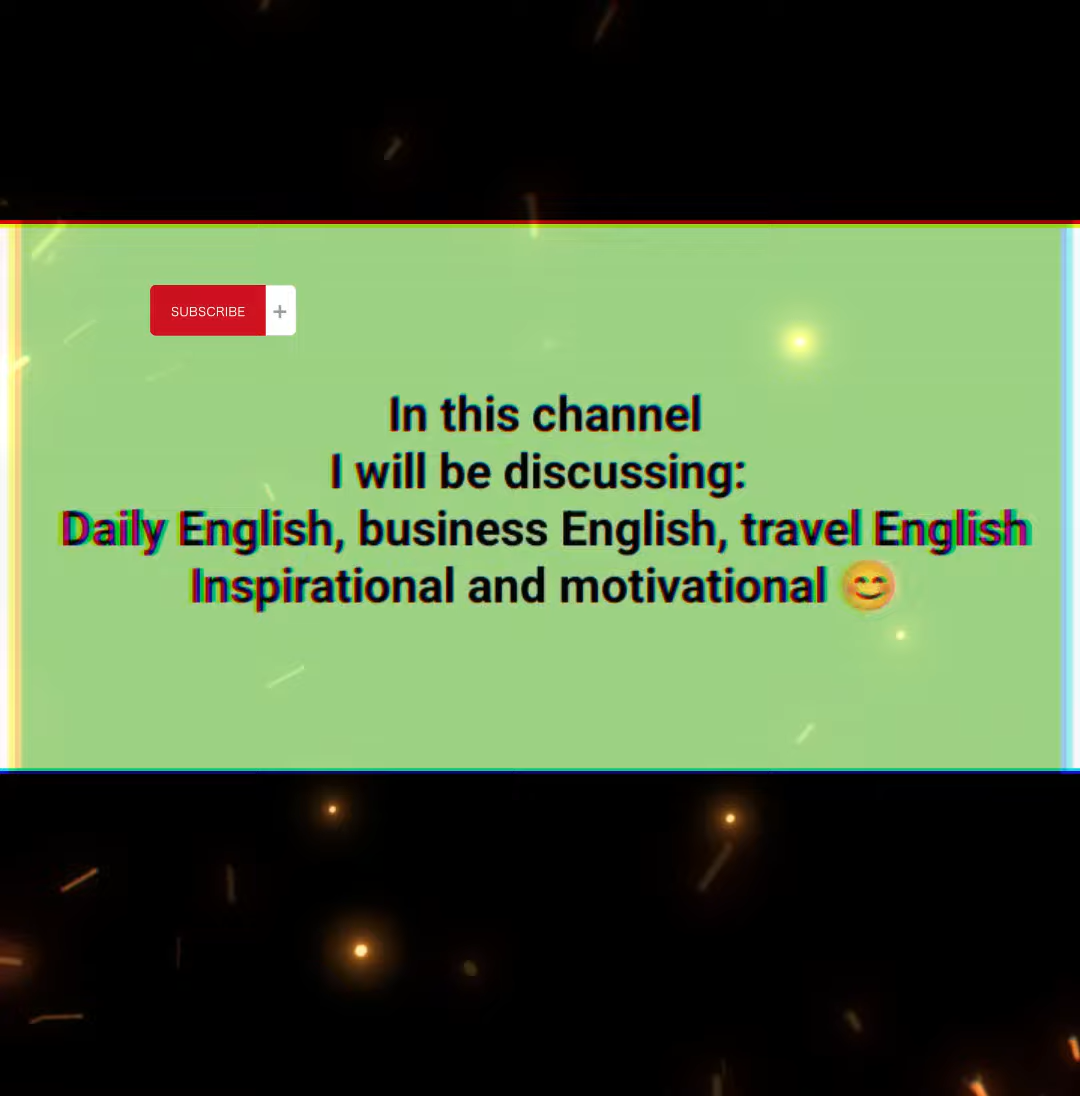 SUBSCRIBE +
In this channel
I will be discussing:
Daily English, business English, travel English
Inspirational and motivational 😊